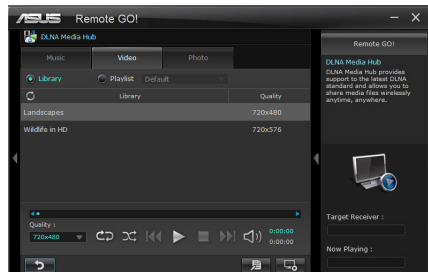 ASUS Remote GO!
DLNA Media Hub
Music Video Photo
Library Playlist Default
Library Quality
Landscapes 720x480
Wildlife in HD 720x576
Quality :
720x480
0:00:00
0:00:00
Remote GO!
DLNA Media Hub
DLNA Media Hub provides
support to the latest DLNA
standard and allows you to
share media files wirelessly
anytime, anywhere.
Target Receiver :
Now Playing :